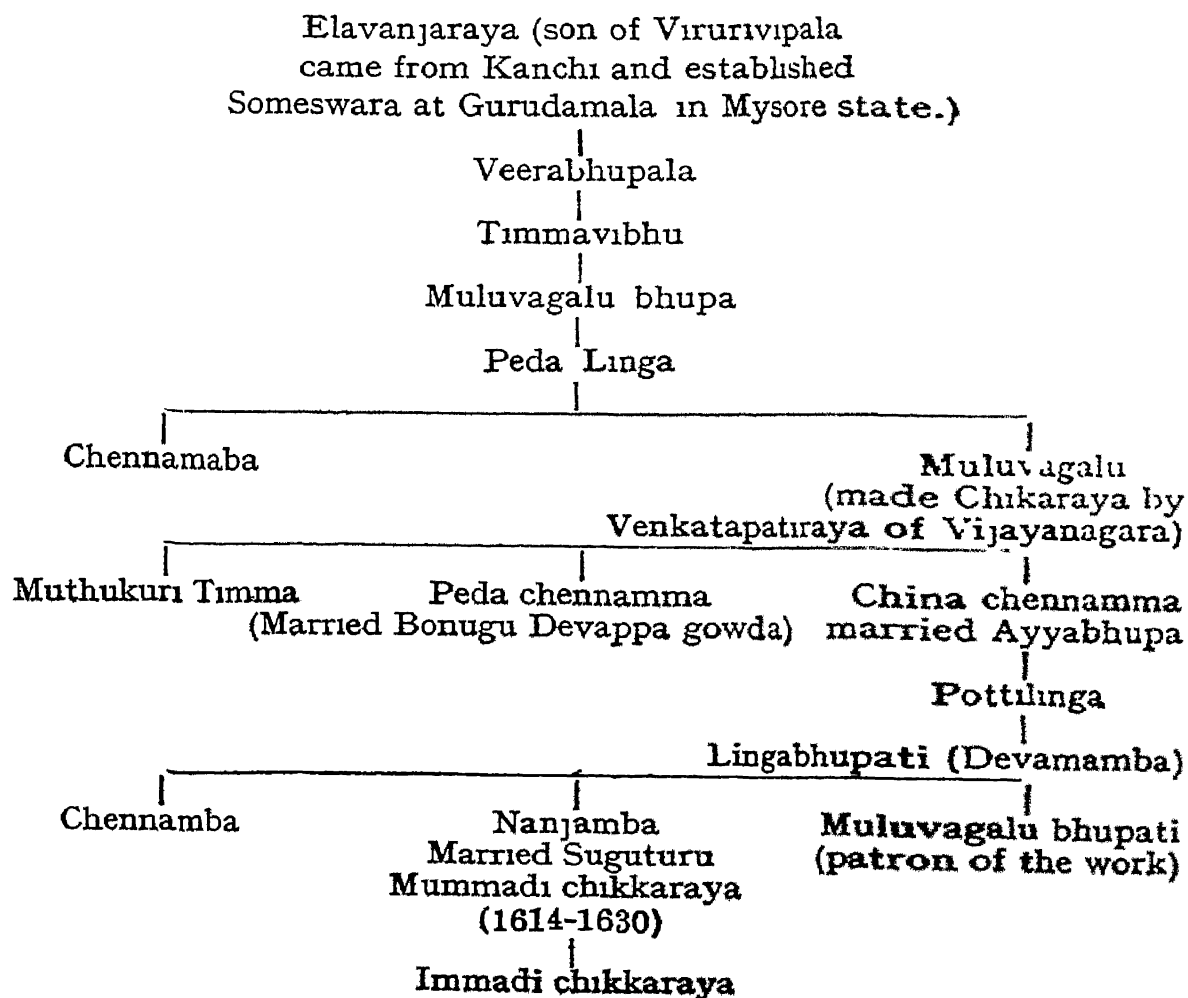 Elavanjaraya (son of Virurivipala
came from Kanchi and established
Someswara at Gurudamala in Mysore state.)
Veerabhupala
Timmavibhu
Muluvagalu bhupa
Peda Linga
Chennamaba
Muluvagalu
(made Chikaraya by
Venkatapatiraya of Vijayanagara)
Muthukuri Timma
Peda chennamma
(Married Bonugu Devappa gowda)
China chennamma
married Ayyabhupa
Pottilinga
Lingabhupati (Devamamba)
Chennamba
Nanjamba
Married Suguturu
Mummadi chikkaraya
(1614-1630)
Muluvagalu bhupati
(patron of the work)
Immadi chikkaraya